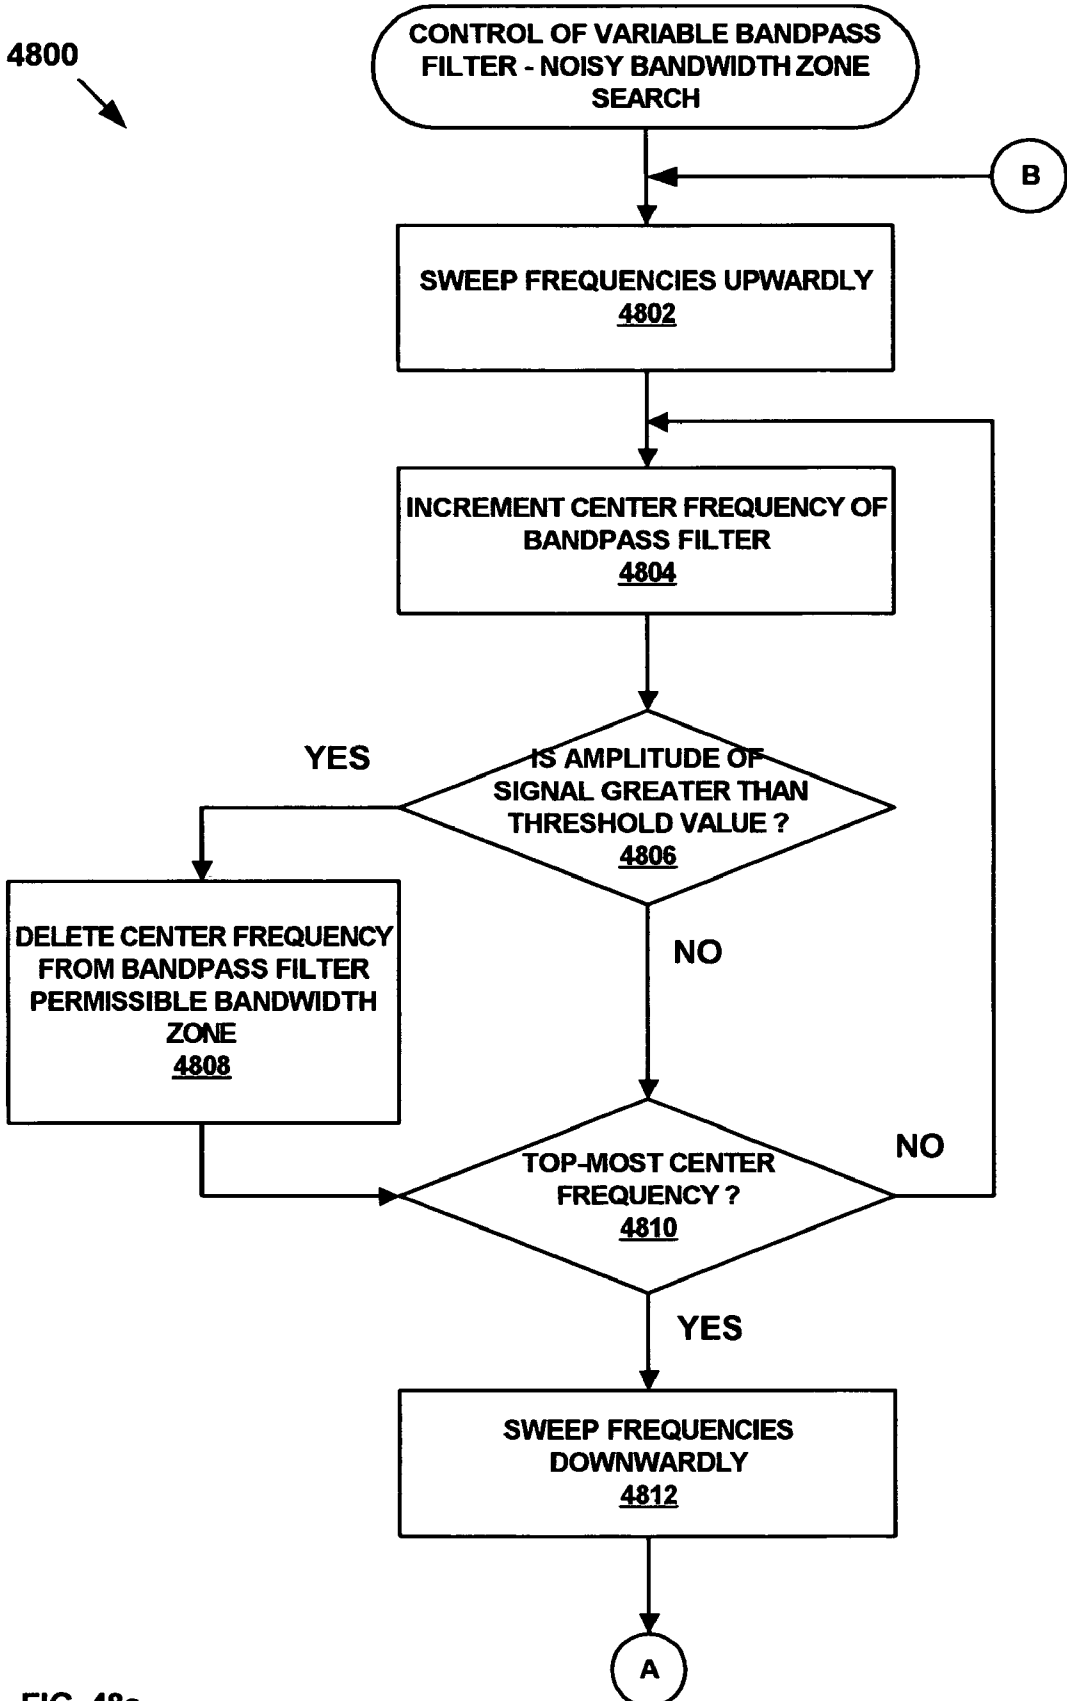 4800
CONTROL OF VARIABLE BANDPASS
FILTER - NOISY BANDWIDTH ZONE
SEARCH
B
SWEEP FREQUENCIES UPWARDLY
4802
INCREMENT CENTER FREQUENCY OF
BANDPASS FILTER
4804
YES
IS AMPLITUDE OF
SIGNAL GREATER THAN
THRESHOLD VALUE ?
4806
DELETE CENTER FREQUENCY
FROM BANDPASS FILTER
PERMISSIBLE BANDWIDTH
ZONE
4808
NO
TOP-MOST CENTER
FREQUENCY ?
4810
NO
YES
SWEEP FREQUENCIES
DOWNWARDLY
4812
A
FIG. 48a